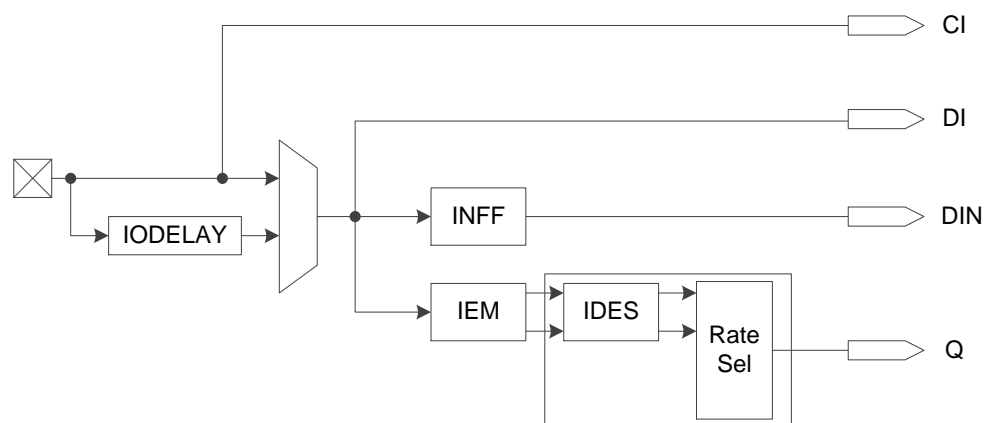 CI
DI
INFF
DIN
IODELAY
IEM
IDES
Rate
Sel
Q